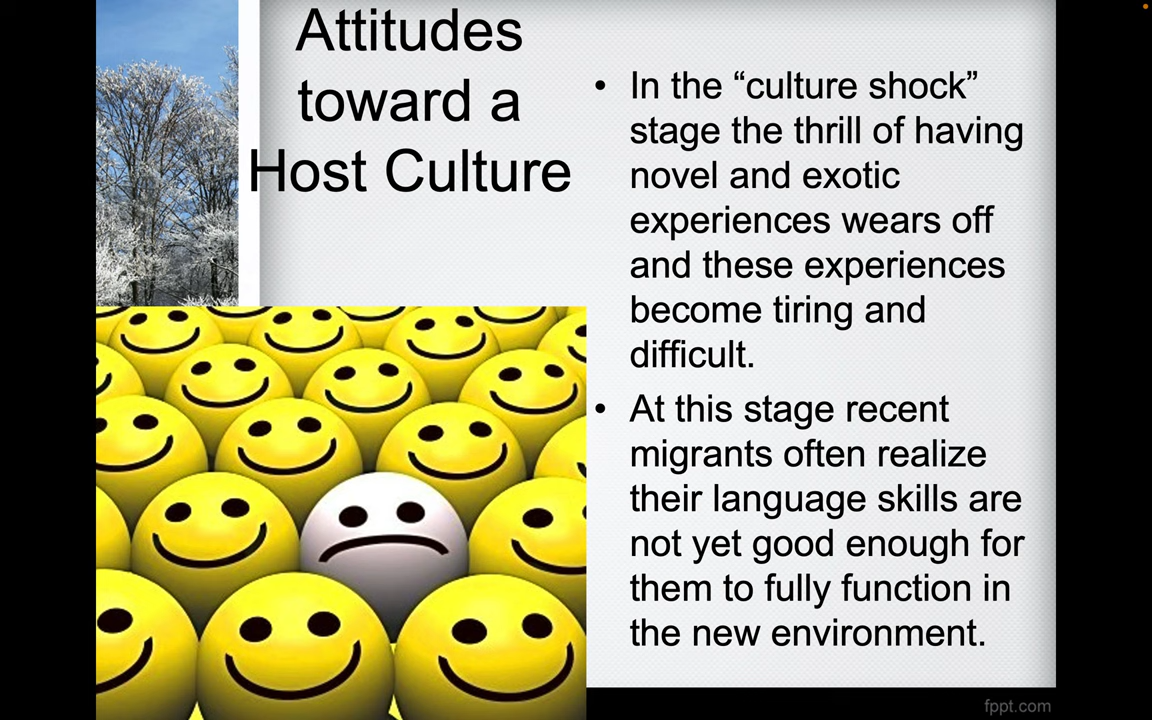 Attitudes
toward a
Host Culture
• In the “culture shock”
stage the thrill of having
novel and exotic
experiences wears off
and these experiences
become tiring and
difficult.
• At this stage recent
migrants often realize
their language skills are
not yet good enough for
them to fully function in
the new environment.
fppt.com